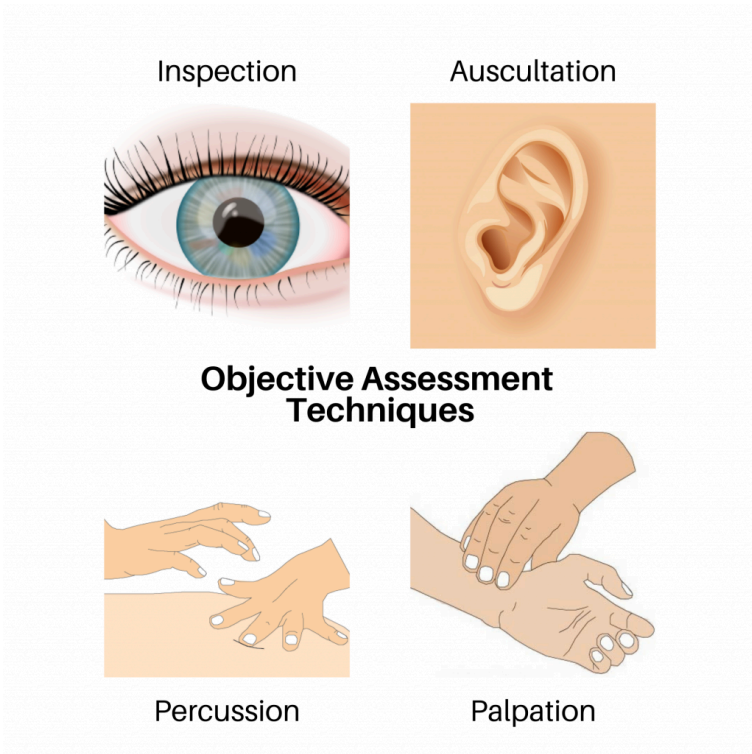 Inspection
Auscultation
Objective Assessment
Techniques
Percussion
Palpation